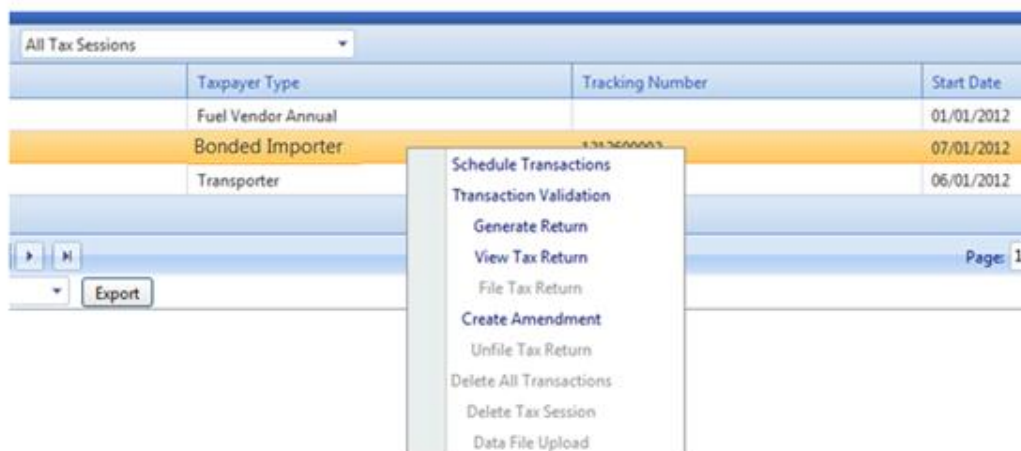 All Tax Sessions
Taxpayer Type Tracking Number Start Date
Fuel Vendor Annual 01/01/2012
Bonded Importer 07/01/2012
Transporter 06/01/2012
Schedule Transactions
Transaction Validation
Generate Return
View Tax Return
File Tax Return
Create Amendment
Unfile Tax Return
Delete All Transactions
Delete Tax Session
Data File Upload
Page: 1
Export